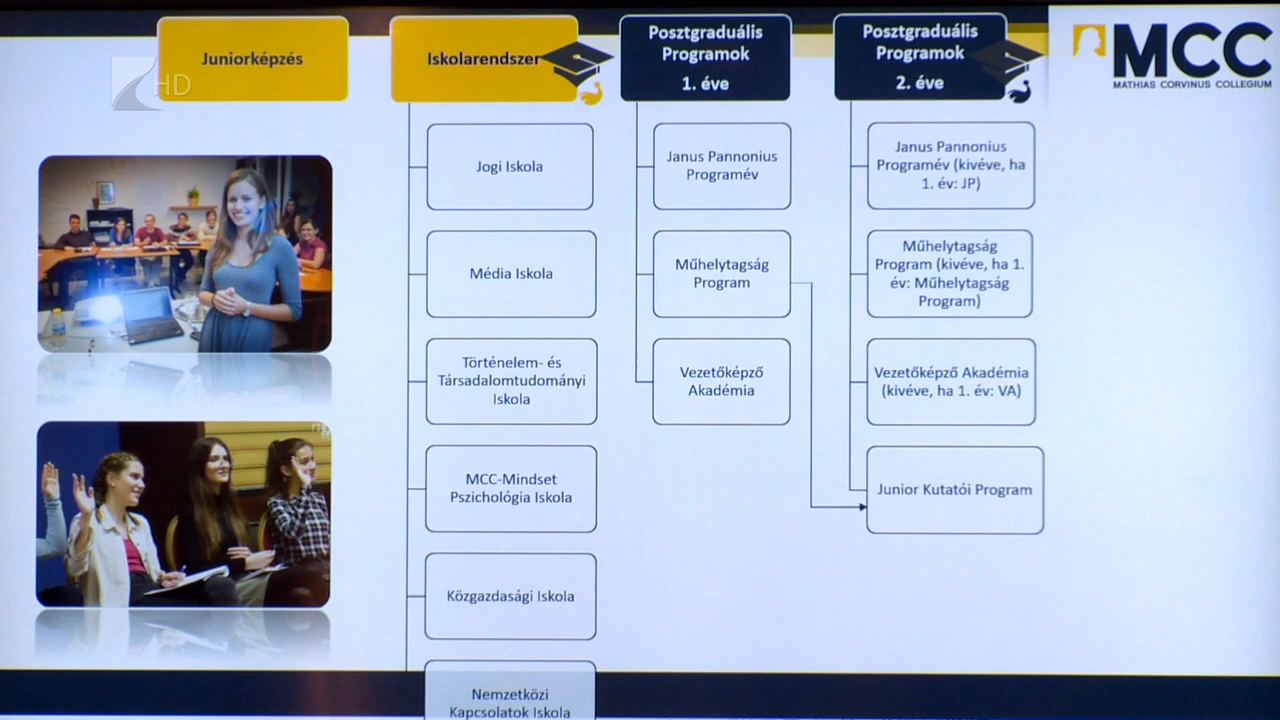 Juniorképzés
Iskolarendszer
Posztgraduális
Programok
1. éve
Posztgraduális
Programok
2. éve
MCC
MATHIAS CORVINUS COLLEGIUM
HD
Jogi Iskola
Média Iskola
Történelem- és
Társadalomtudományi
Iskola
MCC-Mindset
Pszichológia Iskola
Közgazdasági Iskola
Nemzetközi
Kapcsolatok Iskola
Janus Pannonius
Programév
Műhelytagság
Program
Vezetőképző
Akadémia
Janus Pannonius
Programév (kivéve, ha
1. év: JP)
Műhelytagság
Program (kivéve, ha 1.
év: Műhelytagság
Program)
Vezetőképző Akadémia
(kivéve, ha 1. év: VA)
Junior Kutatói Program